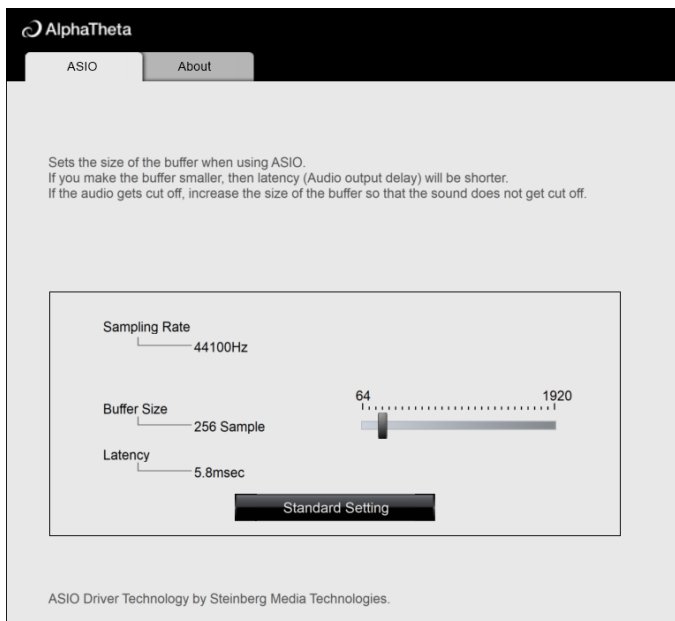 AlphaTheta
ASIO About
Sets the size of the buffer when using ASIO.
If you make the buffer smaller, then latency (Audio output delay) will be shorter.
If the audio gets cut off, increase the size of the buffer so that the sound does not get cut off.
Sampling Rate
44100Hz
64 1920
Buffer Size
256 Sample
Latency
5.8msec
Standard Setting
ASIO Driver Technology by Steinberg Media Technologies.